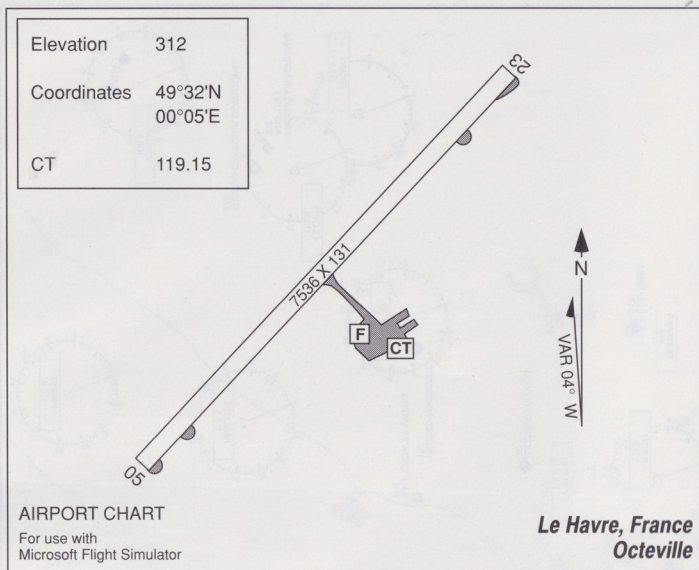 Elevation 312
Coordinates 49°32'N
00°05'E
CT 119.15
23
7536 X 131
N
F
CT
VAR 04° W
05
AIRPORT CHART
For use with
Microsoft Flight Simulator
Le Havre, France
Octeville